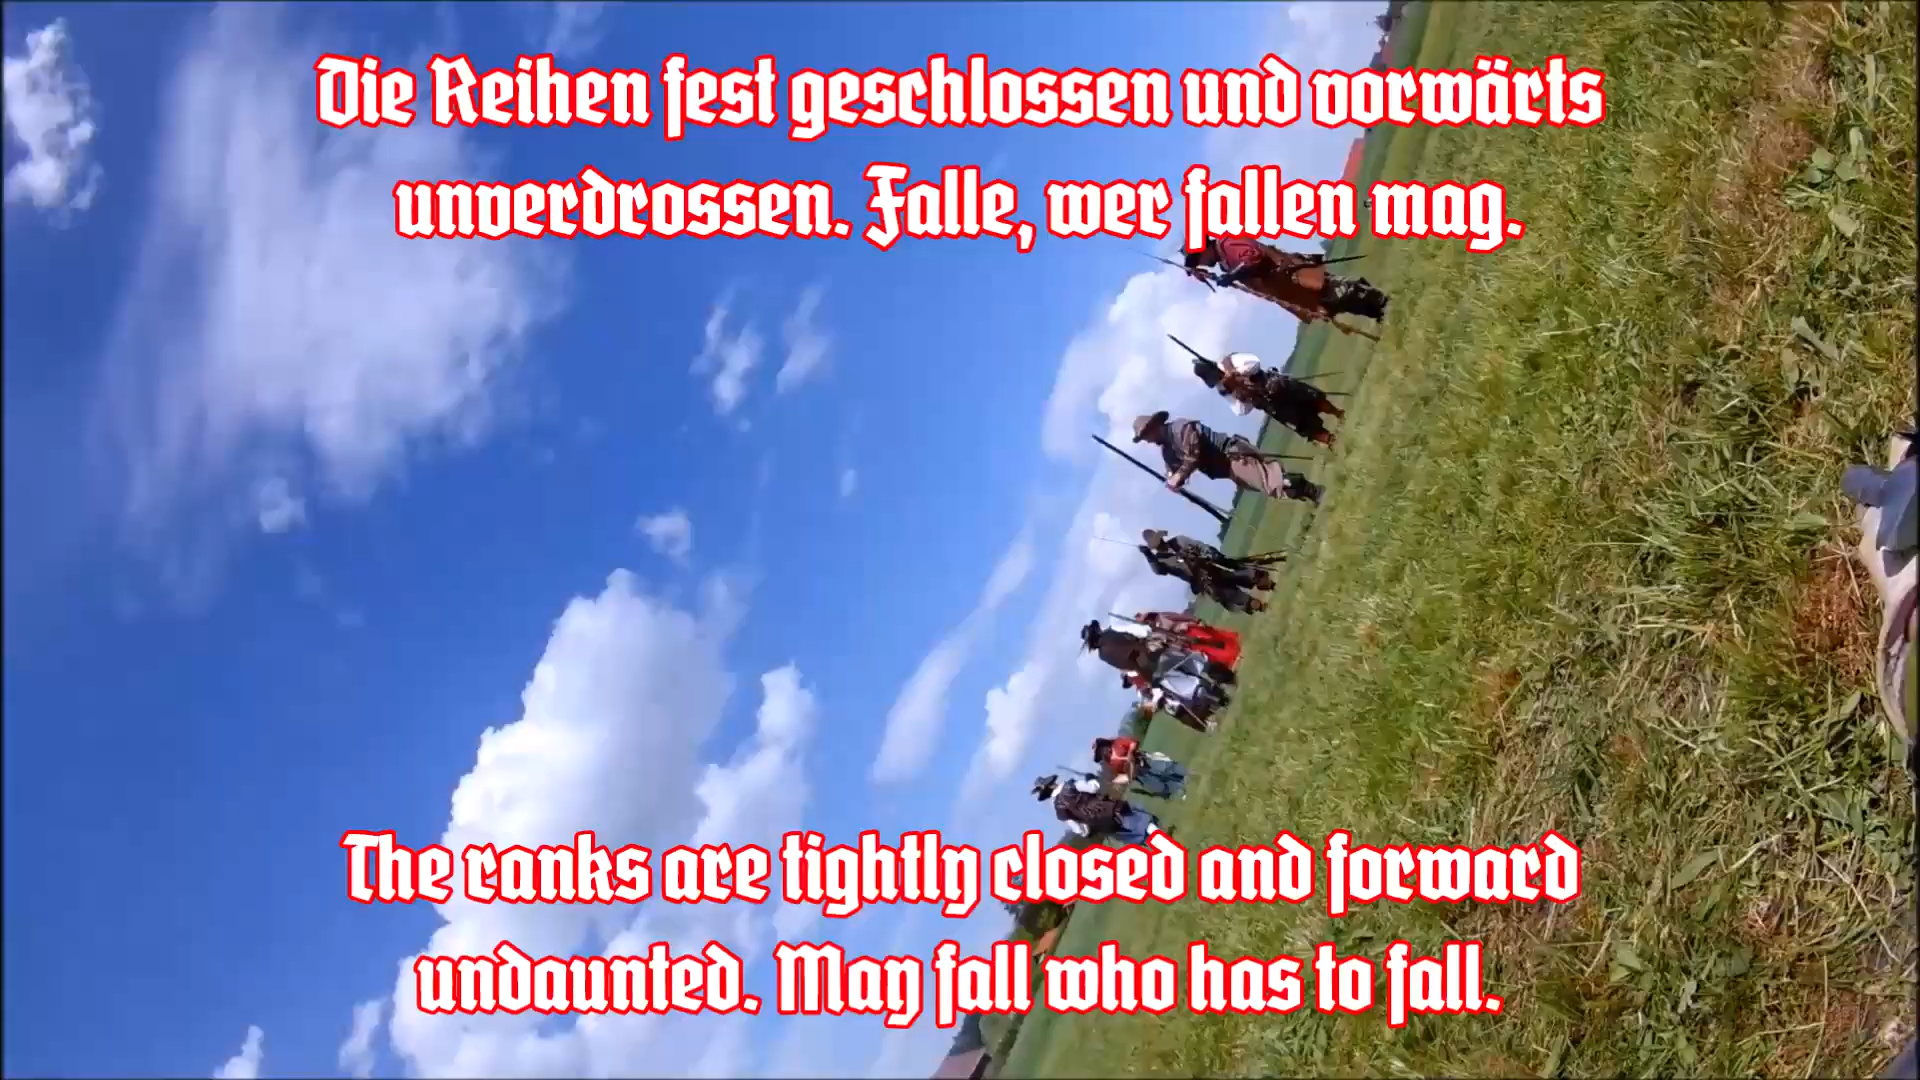 Die Reihen fest geschlossen und vorwärts
unverdrossen. Falle, wer fallen mag.
The ranks are tightly closed and forward
undaunted. May fall who has to fall.